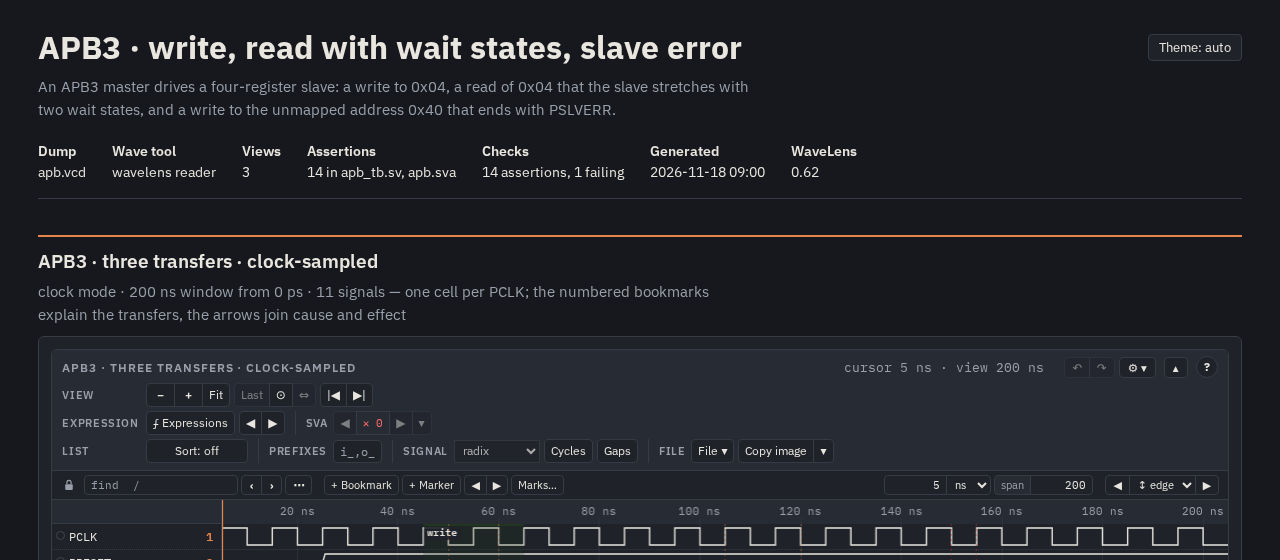 APB3 · write, read with wait states, slave error
Theme: auto
An APB3 master drives a four-register slave: a write to 0x04, a read of 0x04 that the slave stretches with
two wait states, and a write to the unmapped address 0x40 that ends with PSLVERR.
Dump Wave tool Views Assertions Checks Generated WaveLens
apb.vcd wavelens reader 3 14 in apb_tb.sv, apb.sva 14 assertions, 1 failing 2026-11-18 09:00 0.62
APB3 · three transfers · clock-sampled
clock mode · 200 ns window from 0 ps · 11 signals — one cell per PCLK; the numbered bookmarks
explain the transfers, the arrows join cause and effect
APB3 · THREE TRANSFERS · CLOCK-SAMPLED cursor 5 ns · view 200 ns ↶ ↷ ⚙ ▾ ▴ ?
VIEW − + Fit Last ⊙ ⇔ |◀ ▶|
EXPRESSION ⨍ Expressions ◀ ▶ SVA ◀ × 0 ▶ ▾
LIST Sort: off PREFIXES i_,o_ SIGNAL radix Cycles Gaps FILE File ▾ Copy image ▾
find / ‹ › ⋯ + Bookmark + Marker ◀ ▶ Marks… 5 ns span 200 ◀ ↕ edge ▶
20 ns 40 ns 60 ns 80 ns 100 ns 120 ns 140 ns 160 ns 180 ns 200 ns
PCLK 1 write